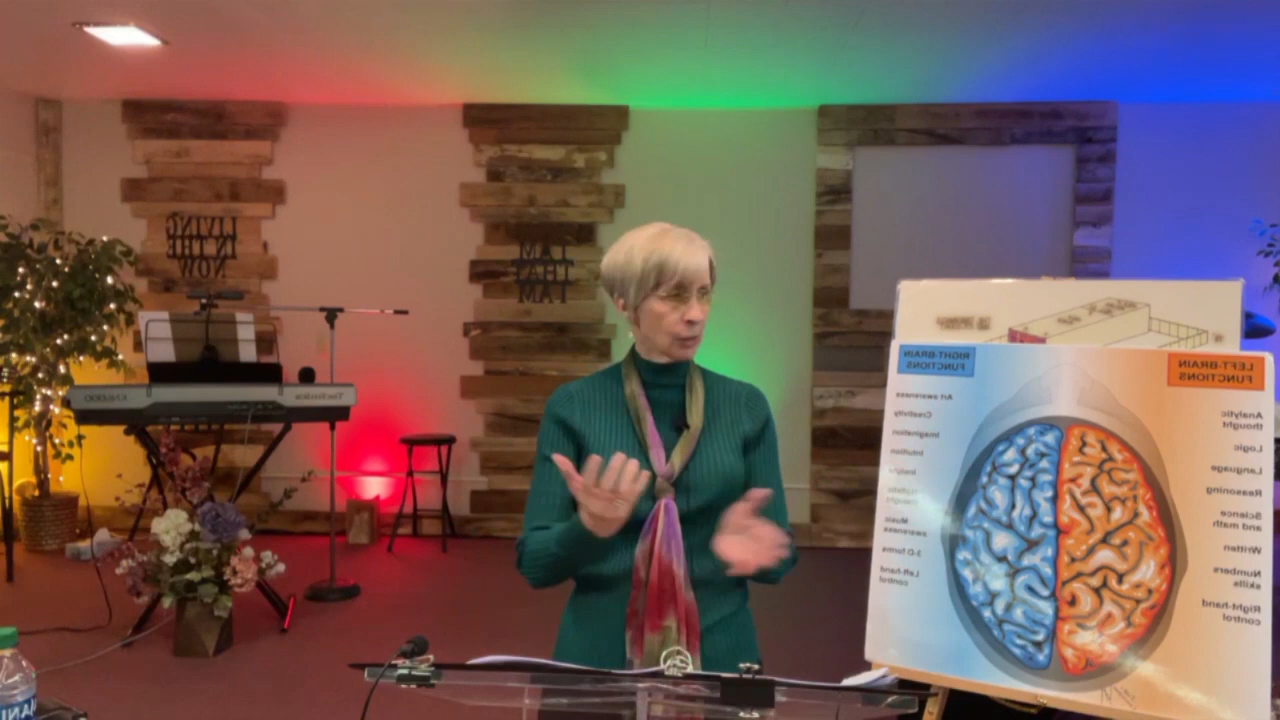 LIVING
IN THE
NOW
I AM
THAT
I AM
Technics
RIGHT-BRAIN
FUNCTIONS
Art awareness
Creativity
Imagination
Intuition
Insight
Holistic
thought
Music
awareness
3-D forms
Left-hand
control
LEFT-BRAIN
FUNCTIONS
Analytic
thought
Logic
Language
Reasoning
Science
and math
Written
Numbers
skills
Right-hand
control